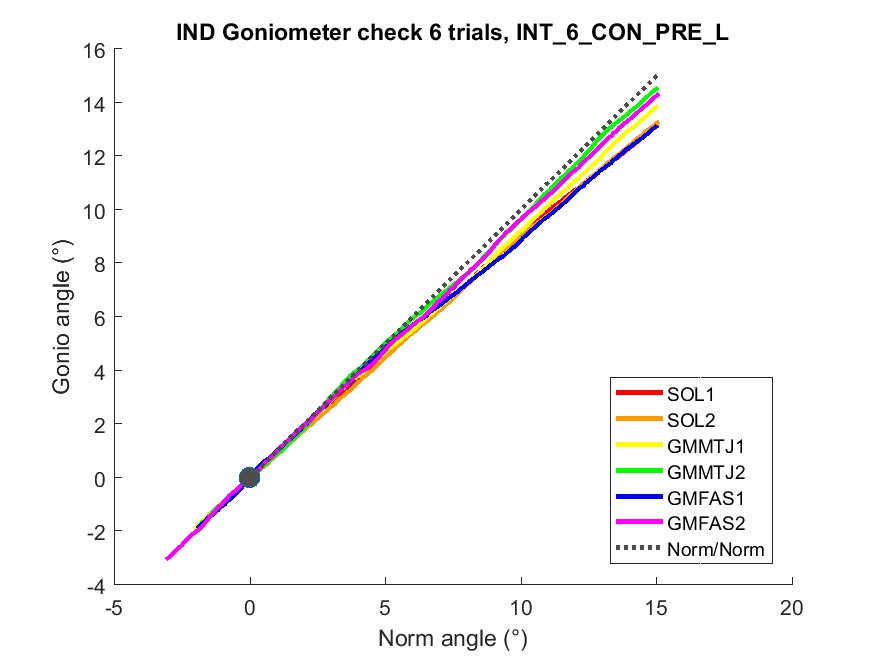 IND Goniometer check 6 trials, INT_6_CON_PRE_L
16
14
12
10
8
6
4
2
0
-2
-4
Gonio angle (°)
-5
0
5
10
15
20
Norm angle (°)
SOL1
SOL2
GMMTJ1
GMMTJ2
GMFAS1
GMFAS2
Norm/Norm